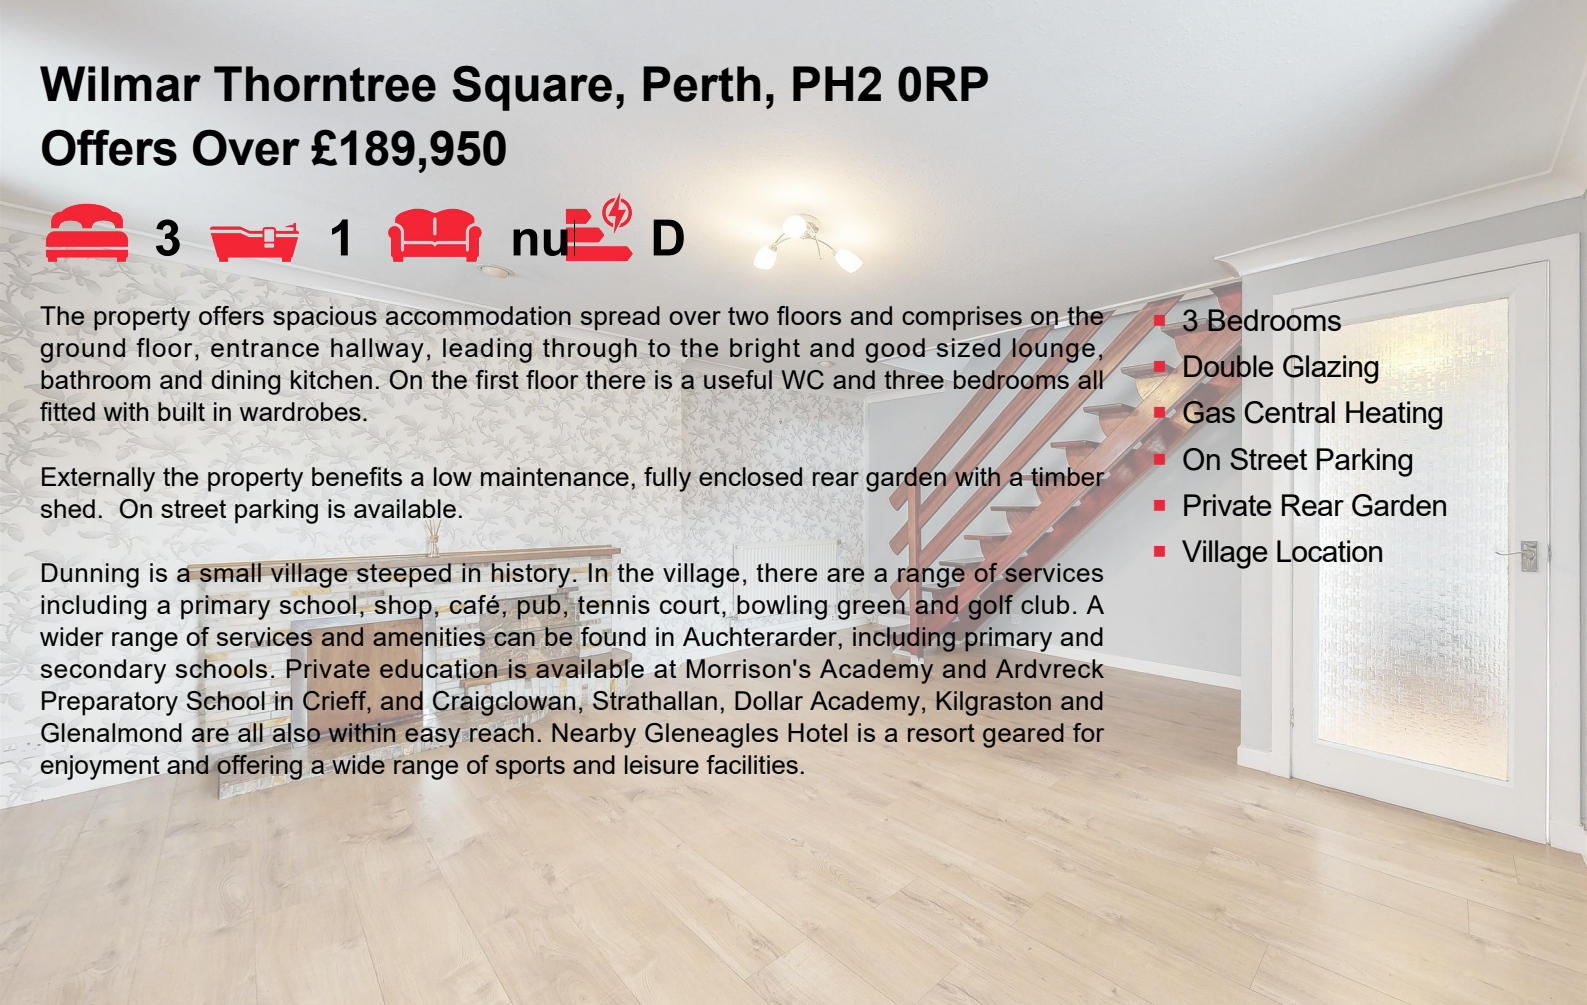 Wilmar Thorntree Square, Perth, PH2 0RP
Offers Over £189,950
3 1 nu D
The property offers spacious accommodation spread over two floors and comprises on the
ground floor, entrance hallway, leading through to the bright and good sized lounge,
bathroom and dining kitchen. On the first floor there is a useful WC and three bedrooms all
fitted with built in wardrobes.
Externally the property benefits a low maintenance, fully enclosed rear garden with a timber
shed.  On street parking is available.
Dunning is a small village steeped in history. In the village, there are a range of services
including a primary school, shop, café, pub, tennis court, bowling green and golf club. A
wider range of services and amenities can be found in Auchterarder, including primary and
secondary schools. Private education is available at Morrison's Academy and Ardvreck
Preparatory School in Crieff, and Craigclowan, Strathallan, Dollar Academy, Kilgraston and
Glenalmond are all also within easy reach. Nearby Gleneagles Hotel is a resort geared for
enjoyment and offering a wide range of sports and leisure facilities.
3 Bedrooms
Double Glazing
Gas Central Heating
On Street Parking
Private Rear Garden
Village Location